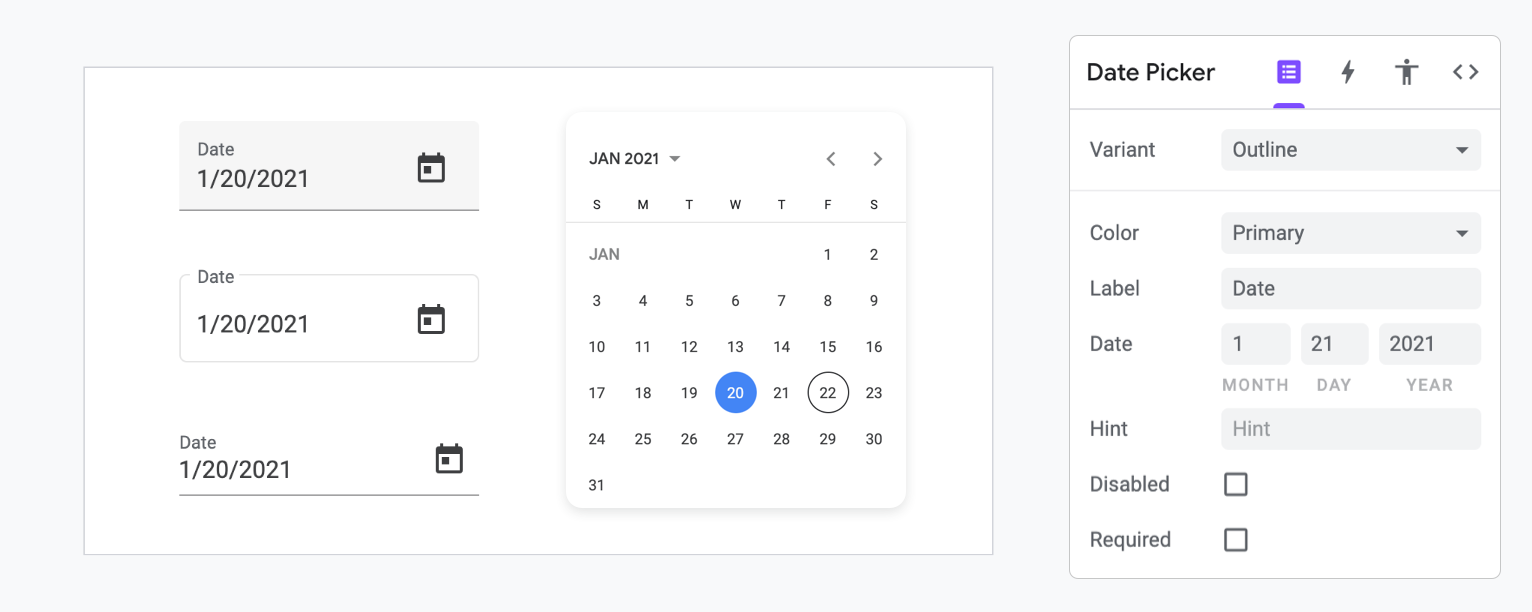 Date
1/20/2021
Date
1/20/2021
Date
1/20/2021
JAN 2021
S M T W T F S
JAN 1 2
3 4 5 6 7 8 9
10 11 12 13 14 15 16
17 18 19 20 21 22 23
24 25 26 27 28 29 30
31
Date Picker
Variant Outline
Color Primary
Label Date
Date 1 21 2021
MONTH DAY YEAR
Hint Hint
Disabled
Required